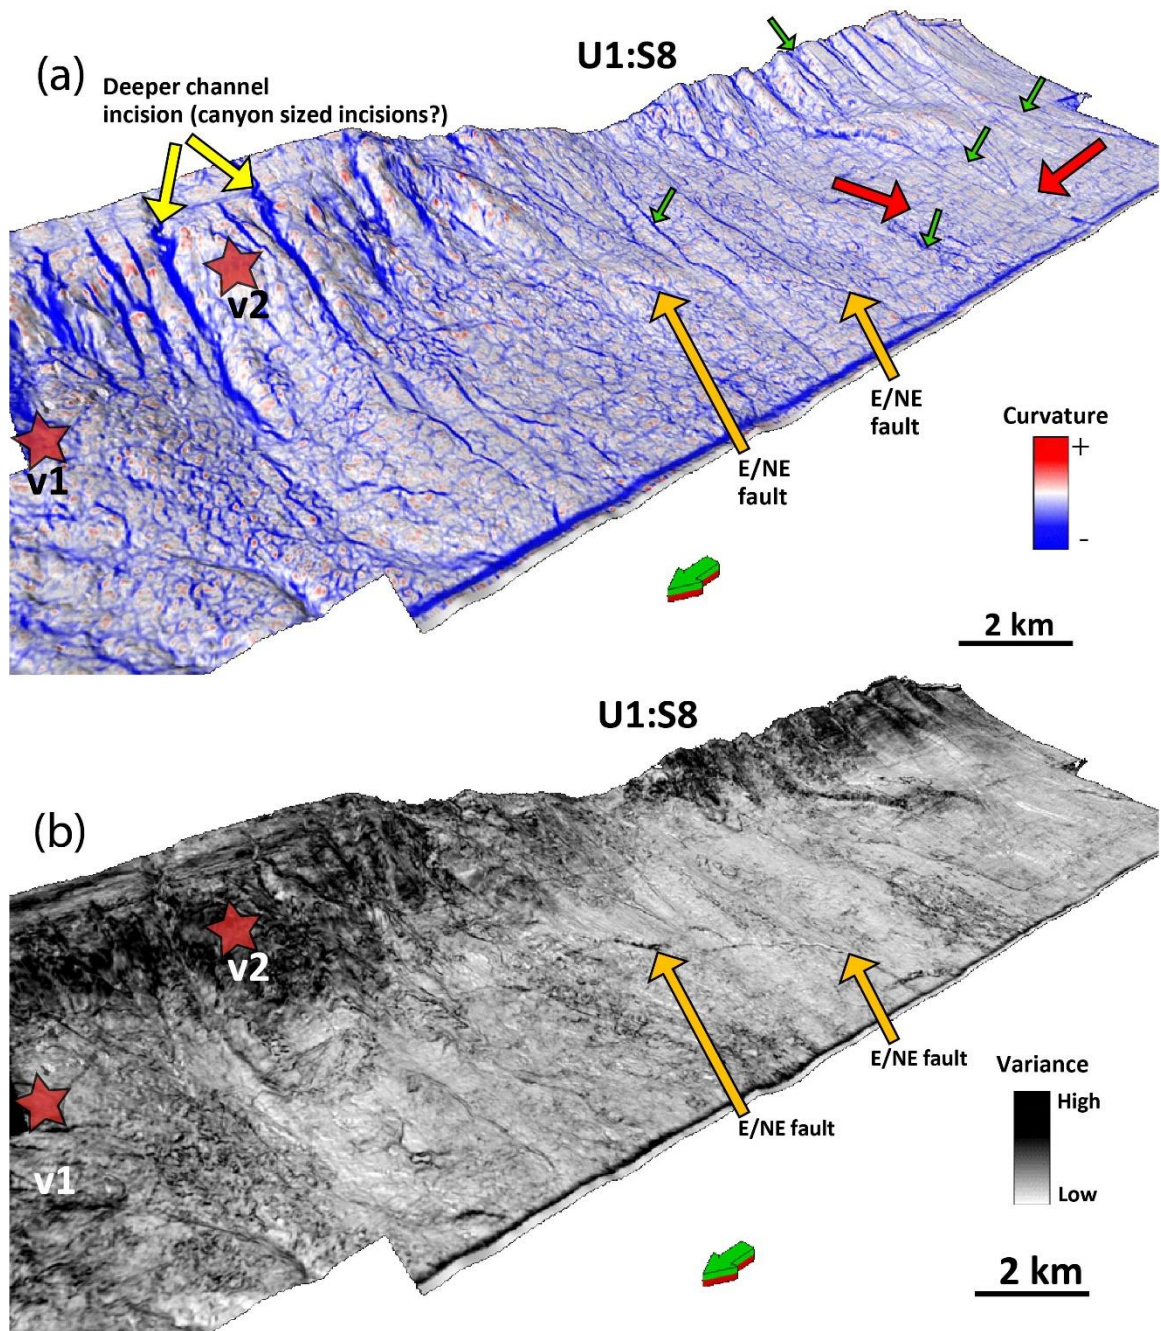 (a)
U1:S8
Deeper channel
incision (canyon sized incisions?)
v2
v1
E/NE
fault
E/NE
fault
Curvature
+
-
2 km
U1:S8
(b)
v2
v1
E/NE fault
E/NE fault
Variance
High
Low
2 km